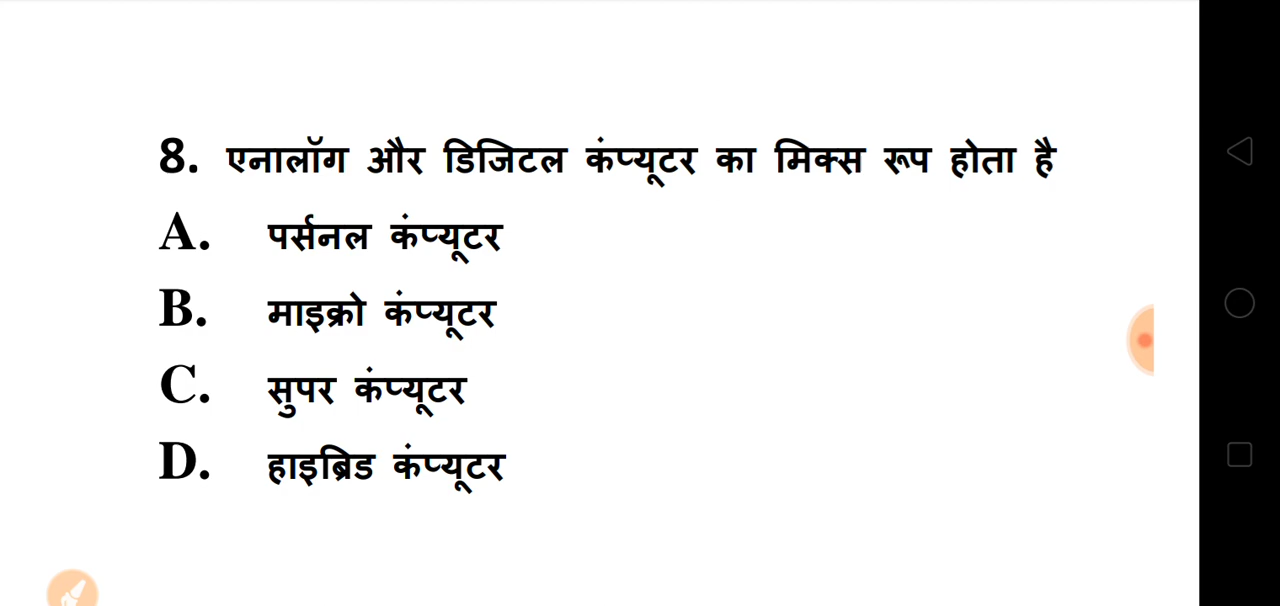 8. एनालॉग और डिजिटल कंप्यूटर का मिक्स रूप होता है
A. पर्सनल कंप्यूटर
B. माइक्रो कंप्यूटर
C. सुपर कंप्यूटर
D. हाइब्रिड कंप्यूटर